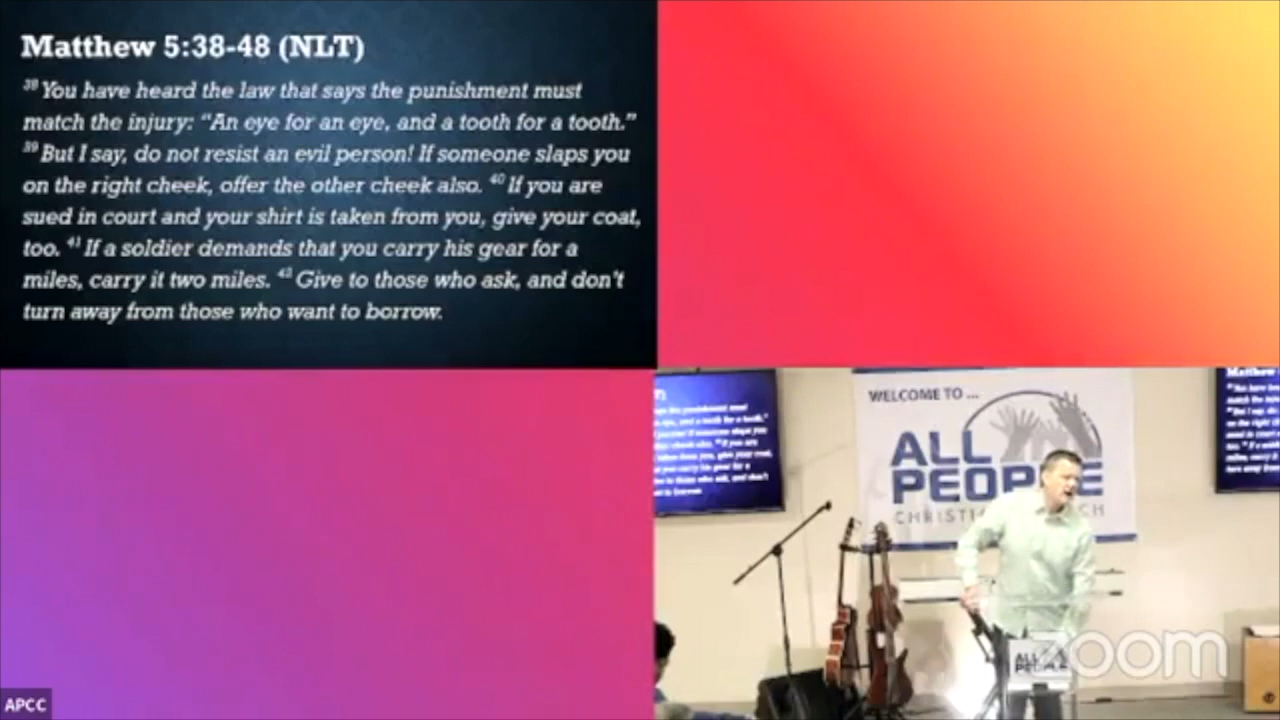 Matthew 5:38-48 (NLT)
38 You have heard the law that says the punishment must
match the injury: “An eye for an eye, and a tooth for a tooth.”
39 But I say, do not resist an evil person! If someone slaps you
on the right cheek, offer the other cheek also. 40 If you are
sued in court and your shirt is taken from you, give your coat,
too. 41 If a soldier demands that you carry his gear for a
miles, carry it two miles. 42 Give to those who ask, and don't
turn away from those who want to borrow.
WELCOME TO ...
ALL
PEOPLE
ALL
PEOPLE
zoom
APCC